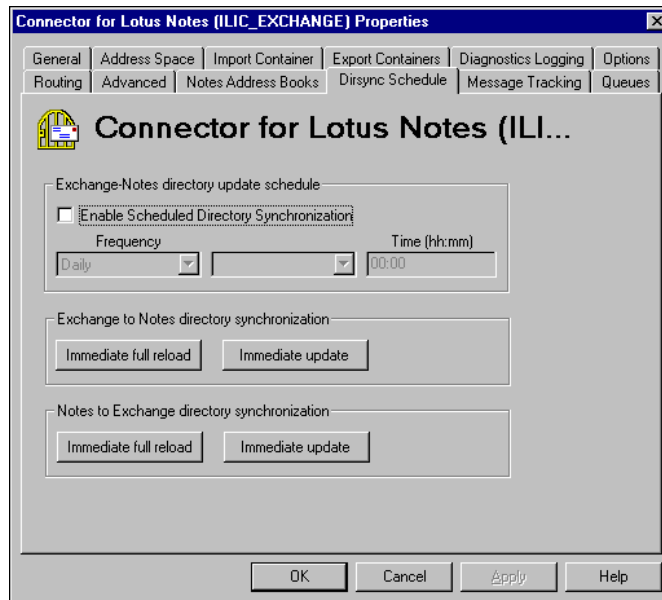 Connector for Lotus Notes (ILIC_EXCHANGE) Properties
General Address Space Import Container Export Containers Diagnostics Logging Options
Routing Advanced Notes Address Books Dirsync Schedule Message Tracking Queues
Connector for Lotus Notes (ILI...
Exchange-Notes directory update schedule
Enable Scheduled Directory Synchronization
Frequency Time (hh:mm)
Daily 00:00
Exchange to Notes directory synchronization
Immediate full reload Immediate update
Notes to Exchange directory synchronization
Immediate full reload Immediate update
OK Cancel Apply Help